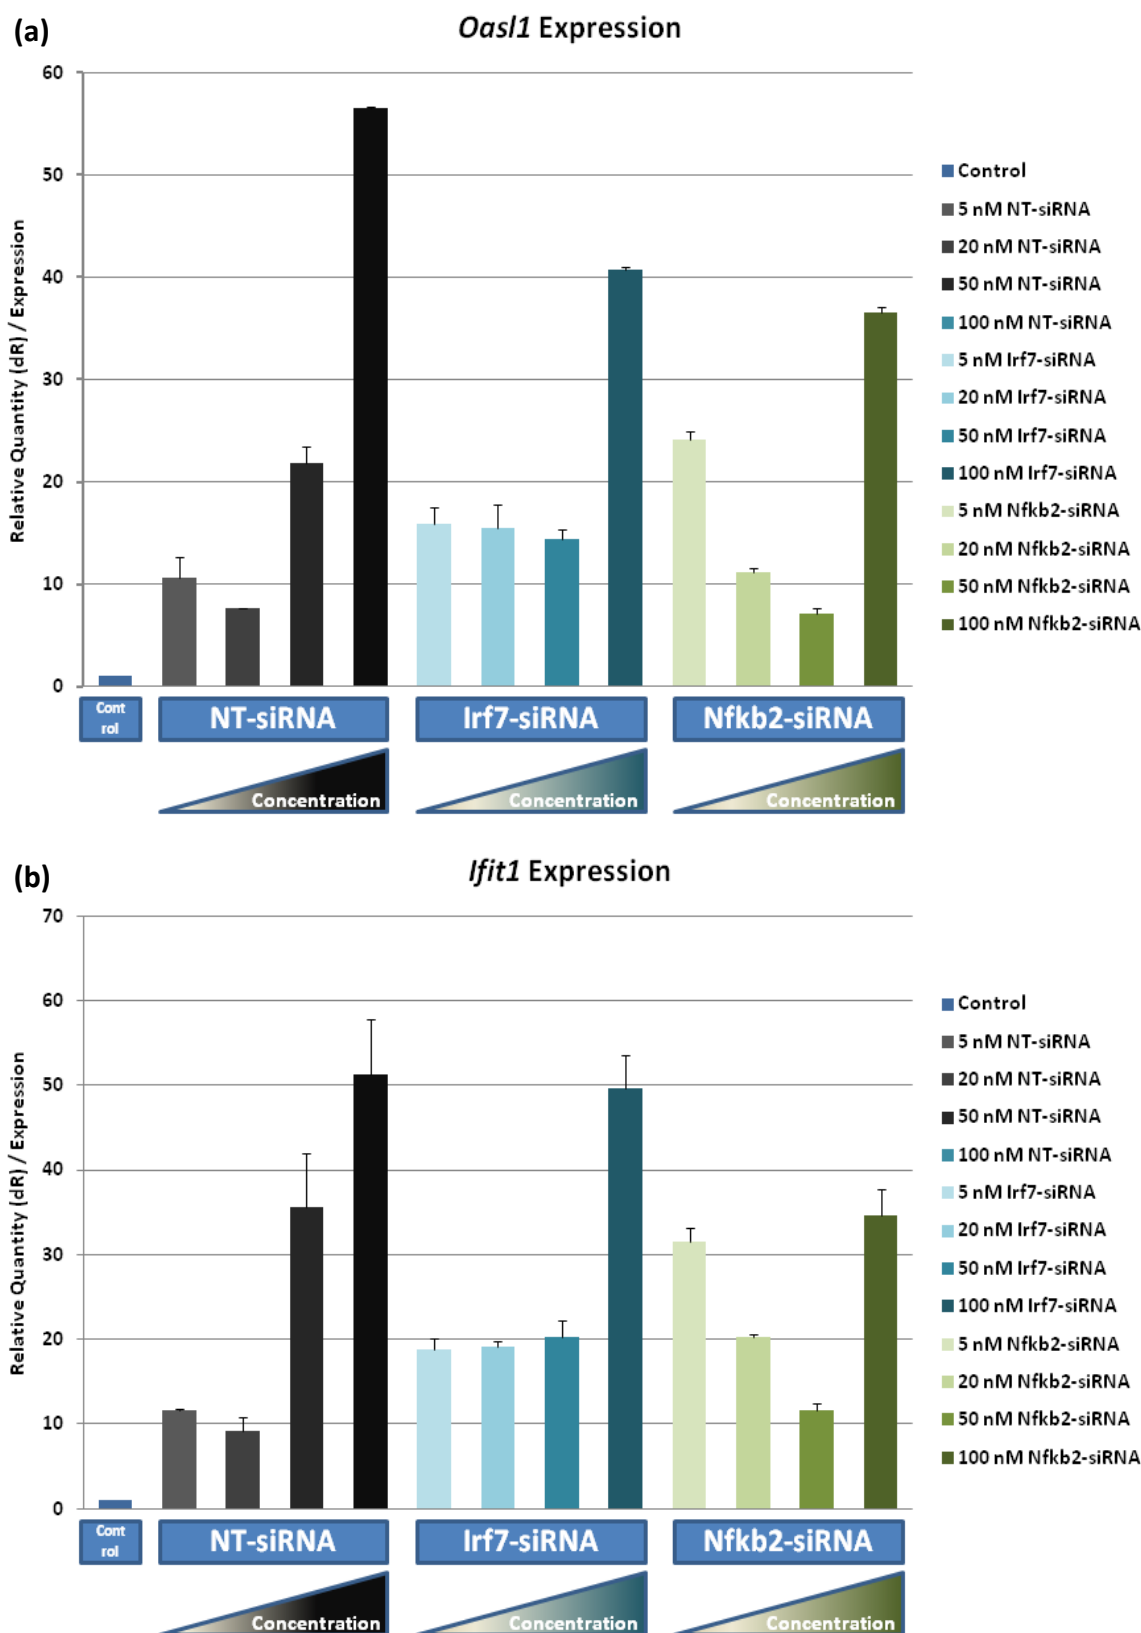 (a)
Oasl1 Expression
Relative Quantity (dR) / Expression
60
50
40
30
20
10
0
Control
5 nM NT-siRNA
20 nM NT-siRNA
50 nM NT-siRNA
100 nM NT-siRNA
5 nM Irf7-siRNA
20 nM Irf7-siRNA
50 nM Irf7-siRNA
100 nM Irf7-siRNA
5 nM Nfkb2-siRNA
20 nM Nfkb2-siRNA
50 nM Nfkb2-siRNA
100 nM Nfkb2-siRNA
Cont
rol
NT-siRNA
Irf7-siRNA
Nfkb2-siRNA
Concentration
Concentration
Concentration
(b)
Ifit1 Expression
Relative Quantity (dR) / Expression
70
60
50
40
30
20
10
0
Control
5 nM NT-siRNA
20 nM NT-siRNA
50 nM NT-siRNA
100 nM NT-siRNA
5 nM Irf7-siRNA
20 nM Irf7-siRNA
50 nM Irf7-siRNA
100 nM Irf7-siRNA
5 nM Nfkb2-siRNA
20 nM Nfkb2-siRNA
50 nM Nfkb2-siRNA
100 nM Nfkb2-siRNA
Cont
rol
NT-siRNA
Irf7-siRNA
Nfkb2-siRNA
Concentration
Concentration
Concentration